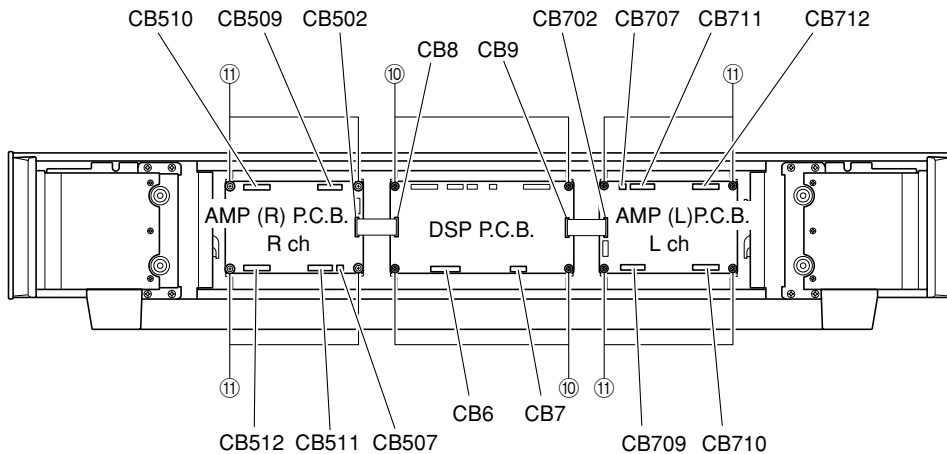 CB510 CB509 CB502 CB702 CB707 CB711 CB712
CB8 CB9
⑪ ⑩ ⑪
AMP (R) P.C.B.
R ch
DSP P.C.B.
AMP (L)P.C.B.
L ch
⑪ ⑩ ⑪
CB6 CB7
CB512 CB511 CB507 CB709 CB710